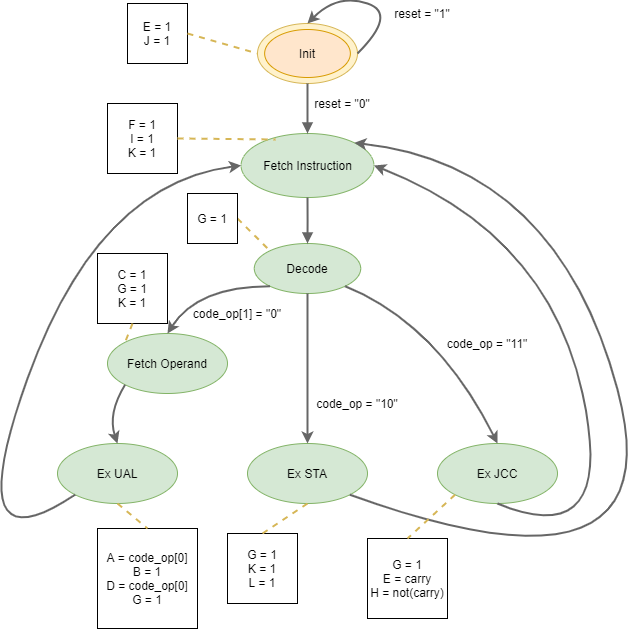 E = 1
J = 1
reset = "1"
Init
reset = "0"
F = 1
I = 1
K = 1
Fetch Instruction
G = 1
Decode
C = 1
G = 1
K = 1
code_op[1] = "0"
code_op = "11"
Fetch Operand
code_op = "10"
Ex UAL
Ex STA
Ex JCC
A = code_op[0]
B = 1
D = code_op[0]
G = 1
G = 1
K = 1
L = 1
G = 1
E = carry
H = not(carry)